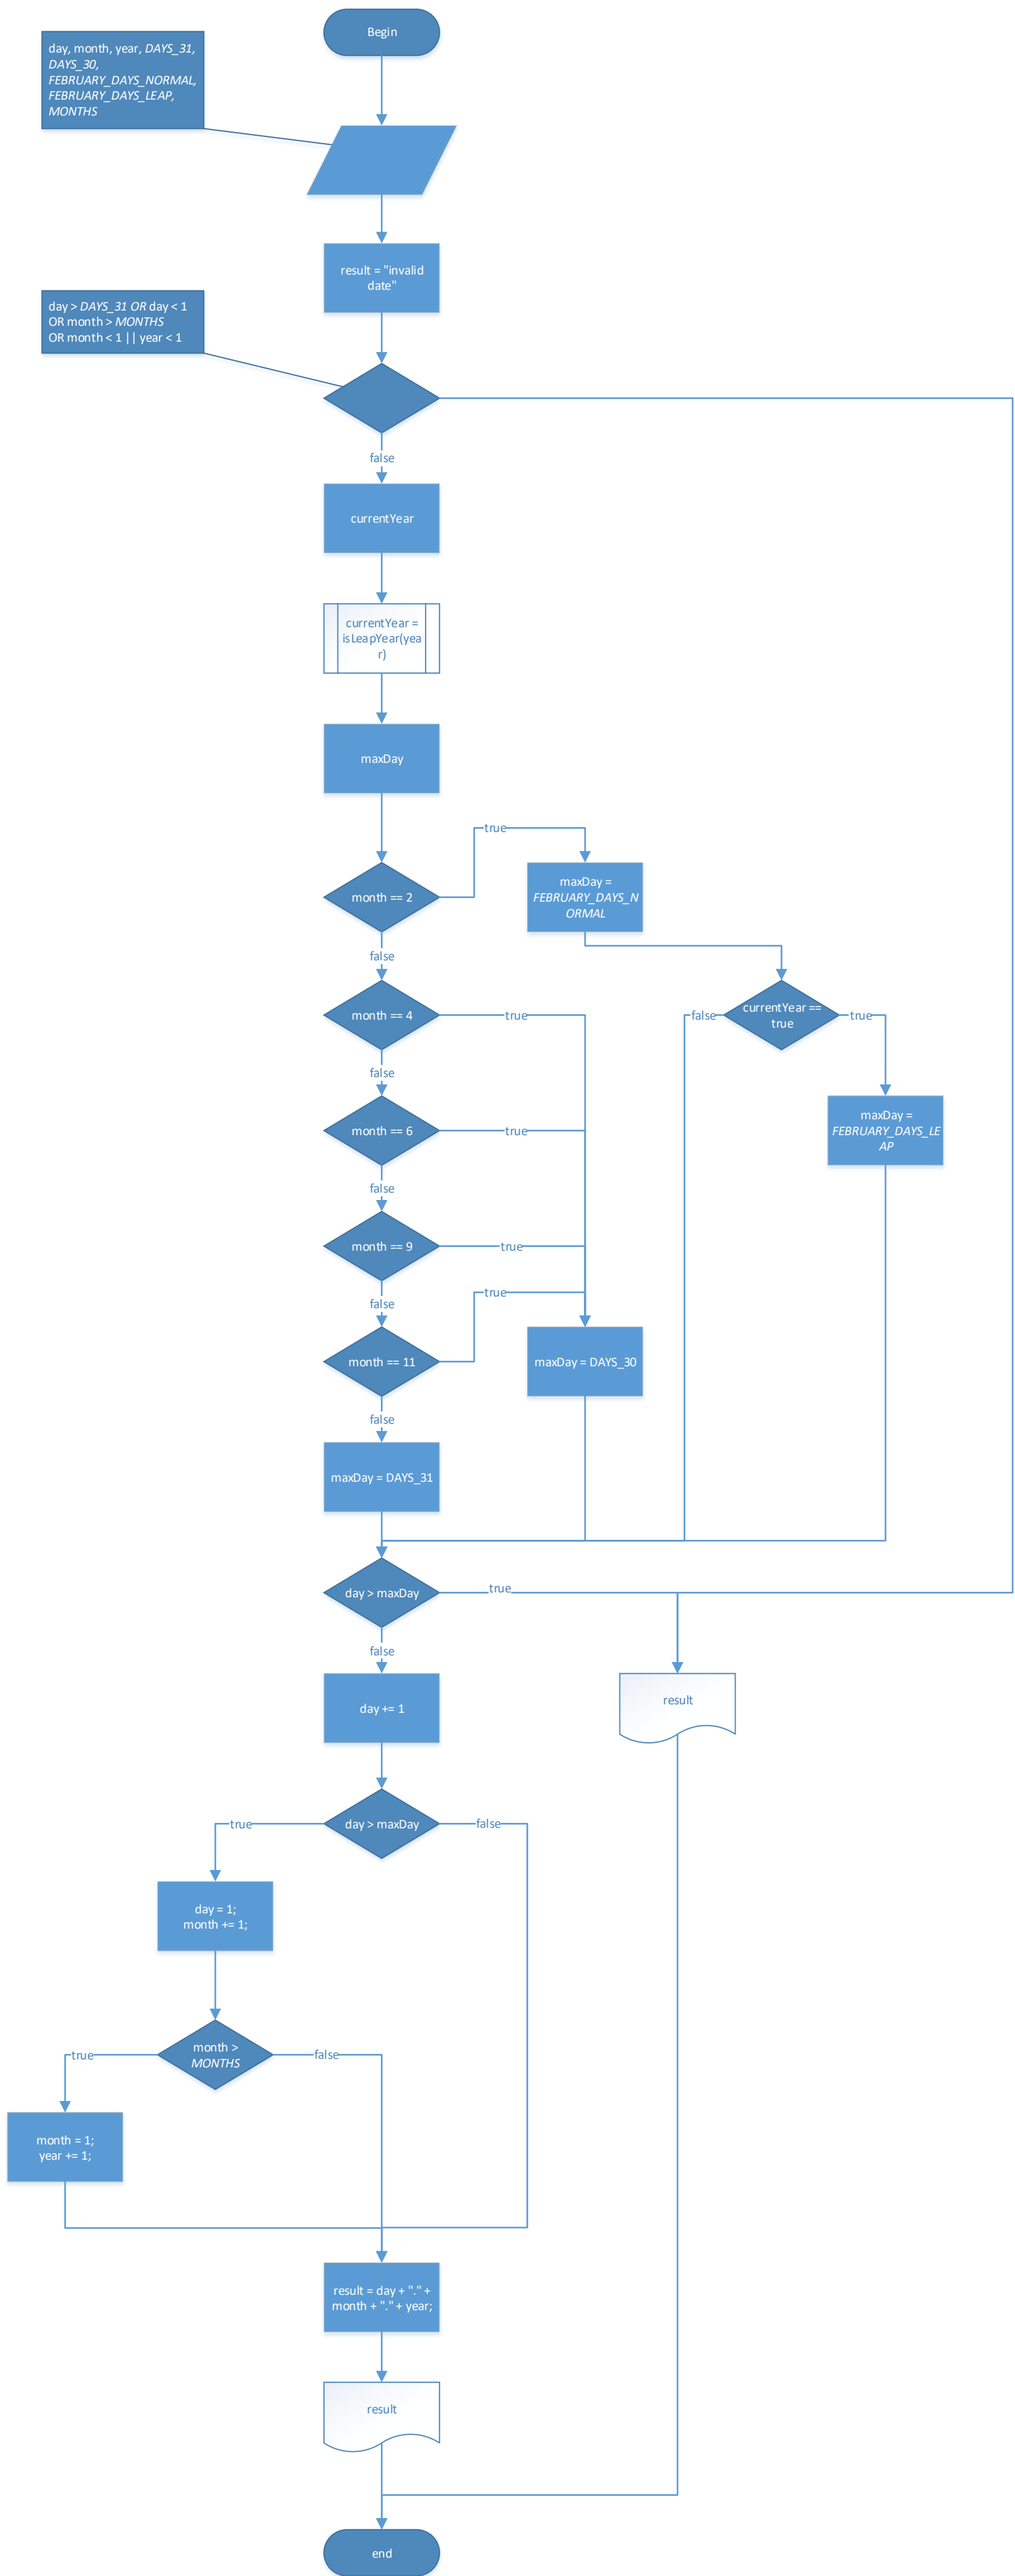 Begin
day, month, year, DAYS_31,
DAYS_30,
FEBRUARY_DAYS_NORMAL,
FEBRUARY_DAYS_LEAP,
MONTHS
result = "invalid
date"
day > DAYS_31 OR day < 1
OR month > MONTHS
OR month < 1 || year < 1
false
currentYear
currentYear =
isLeapYear(yea
r)
maxDay
true
month == 2
maxDay =
FEBRUARY_DAYS_N
ORMAL
false
month == 4
true
false
currentYear ==
true
true
false
month == 6
true
maxDay =
FEBRUARY_DAYS_LE
AP
false
month == 9
true
false
true
month == 11
maxDay = DAYS_30
false
maxDay = DAYS_31
day > maxDay
true
false
day += 1
result
true
day > maxDay
false
day = 1;
month += 1;
true
month >
MONTHS
false
month = 1;
year += 1;
result = day + "." +
month + "." + year;
result
end